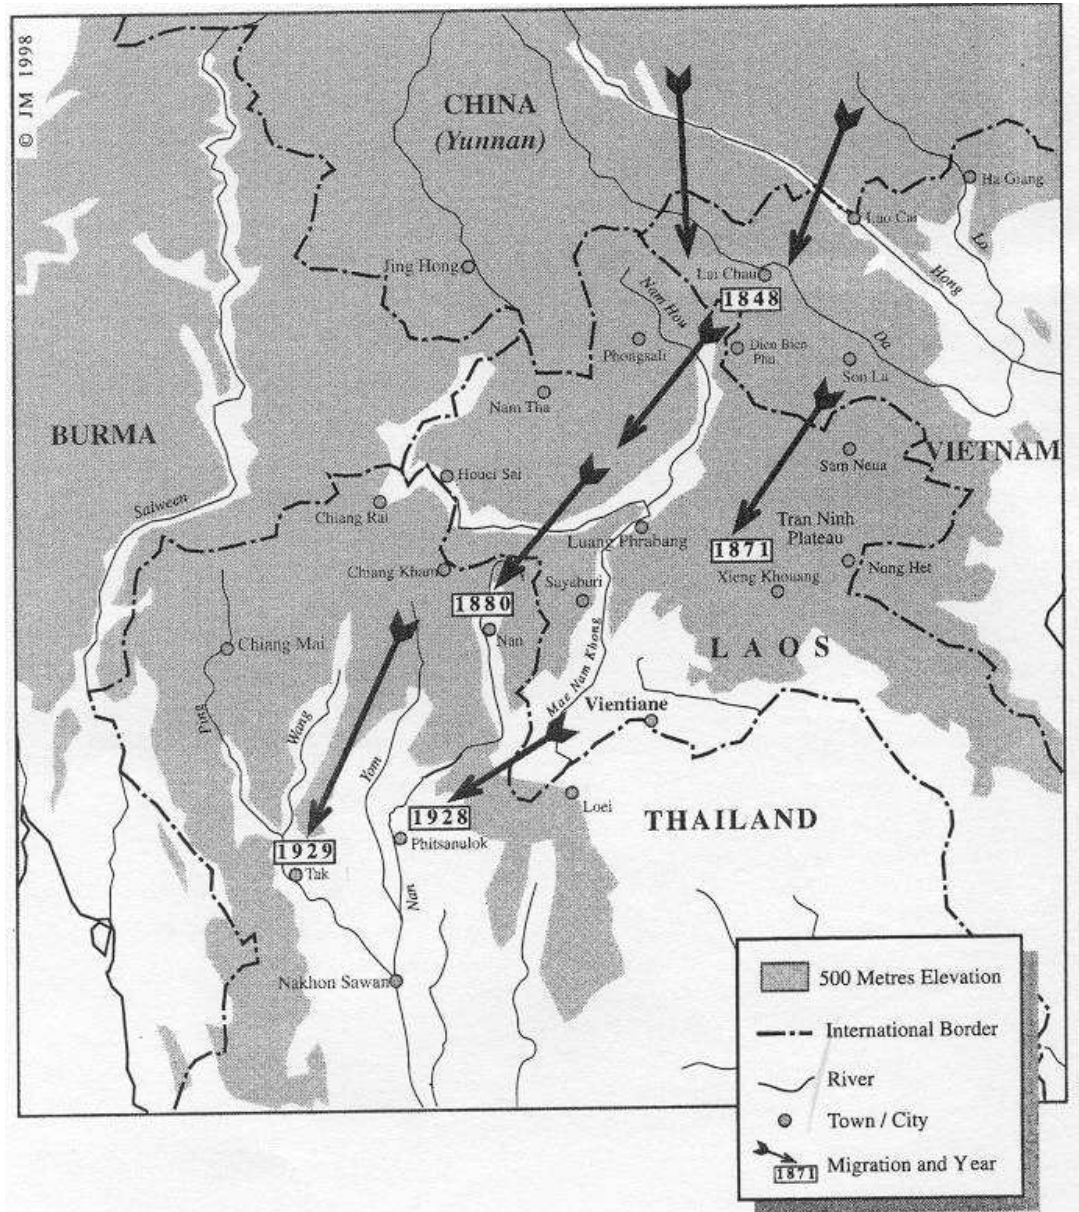 © JM 1998
CHINA
(Yunnan)
Ha Giang
Lao Cai
Lo
Hong
Jing Hong
Lai Chau
1848
Nam Hou
Da
Phongsali
Dien Bien
Phu
Son La
Nam Tha
BURMA
VIETNAM
Sam Neua
Houei Sai
Salween
Chiang Rai
Tran Ninh
Plateau
Luang Phrabang
1871
Nong Het
Chiang Kham
Xieng Khouang
Sayaburi
1880
Nan
Chiang Mai
LAOS
Mae Nam Khong
Vientiane
Ping
Wang
Yom
Loei
THAILAND
1928
Phitsanulok
1929
Tak
Nan
Nakhon Sawan
500 Metres Elevation
International Border
River
Town / City
1871 Migration and Year